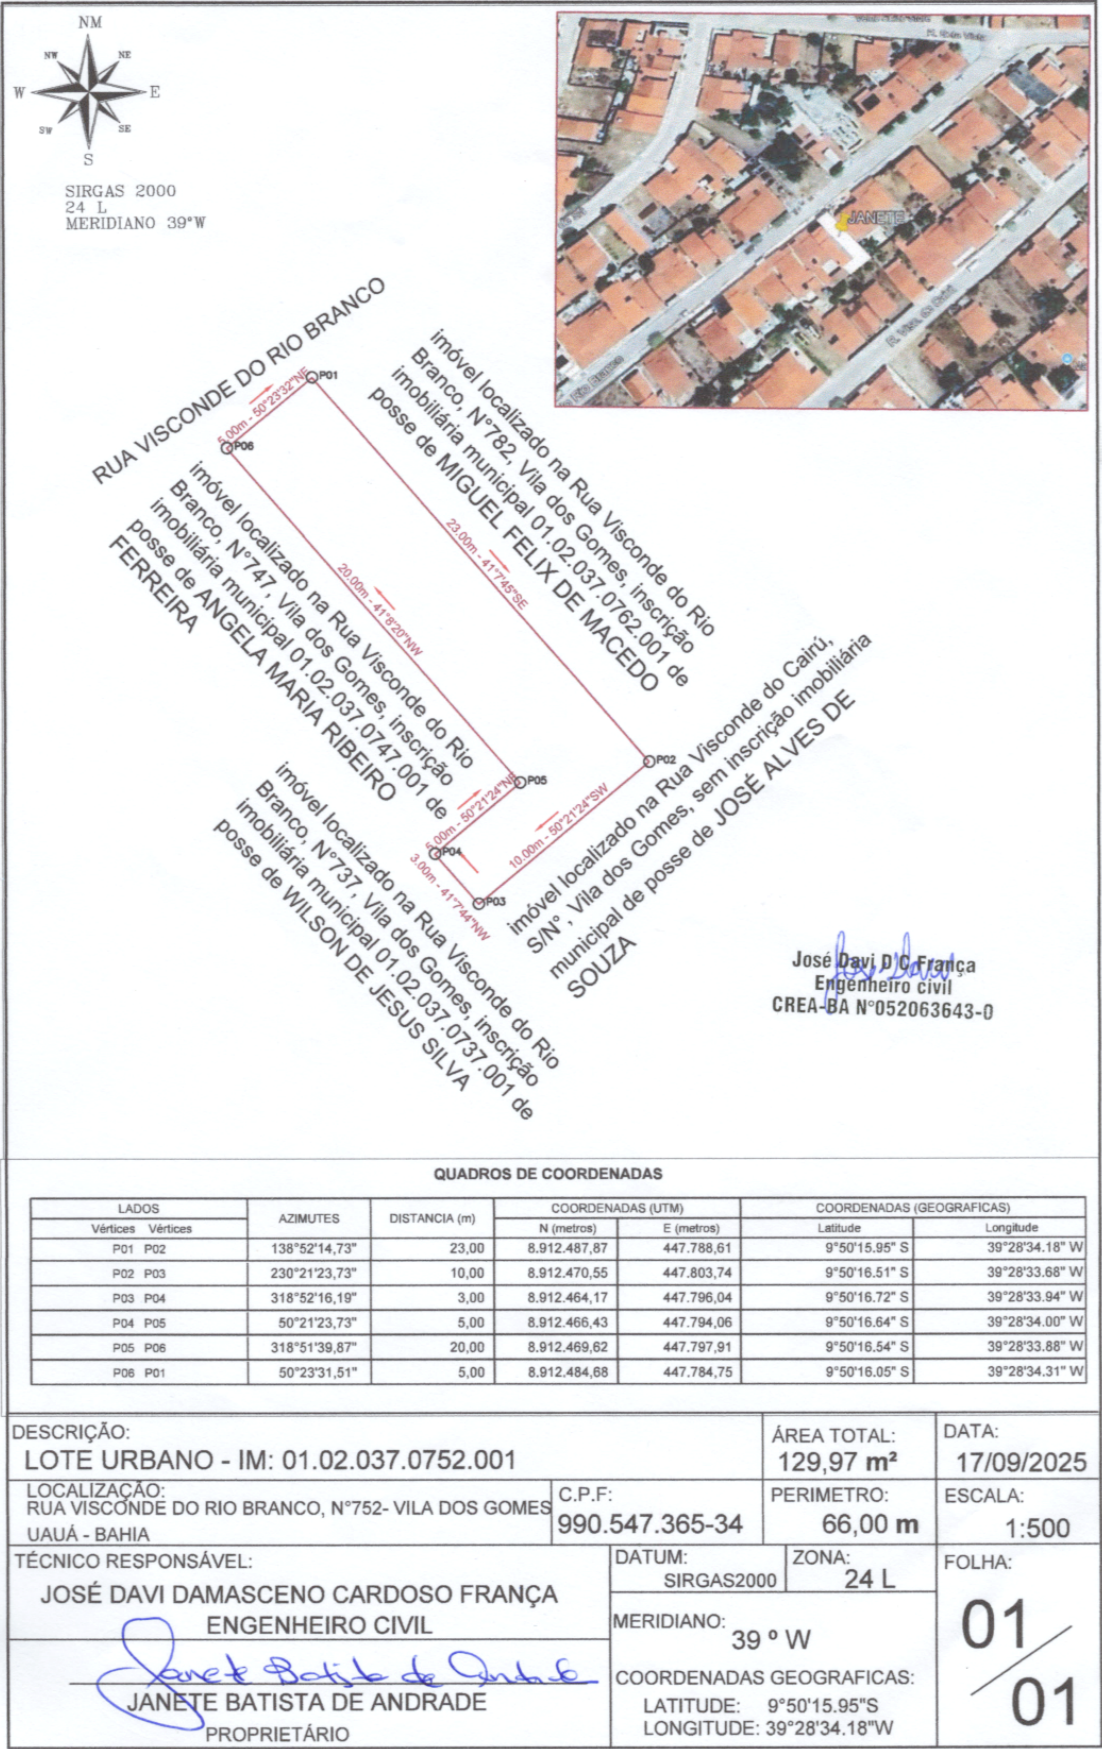 NM
NW
NE
W
E
SW
SE
S
SIRGAS 2000
24 L
MERIDIANO 39°W
R. Bela Vista
JANETE
R. Visc. de Cairú
Rio Branco
RUA VISCONDE DO RIO BRANCO
5.00m - 50°23'32"NE
P01
P06
imóvel localizado na Rua Visconde do Rio
Branco, N°782, Vila dos Gomes, inscrição
imobiliária municipal 01.02.037.0762.001 de
posse de MIGUEL FELIX DE MACEDO
23.00m - 41°7'45"SE
20.00m - 41°8'20"NW
imóvel localizado na Rua Visconde do Rio
Branco, N°747, Vila dos Gomes, inscrição
imobiliária municipal 01.02.037.0747.001 de
posse de ANGELA MARIA RIBEIRO
FERREIRA
P02
P05
5.00m - 50°21'24"NE
10.00m - 50°21'24"SW
P04
3.00m - 41°7'44"NW
P03
imóvel localizado na Rua Visconde do Cairú,
S/N°, Vila dos Gomes, sem inscrição imobiliária
municipal de posse de JOSÉ ALVES DE
SOUZA
imóvel localizado na Rua Visconde do Rio
Branco, N°737, Vila dos Gomes, inscrição
imobiliária municipal 01.02.037.0737.001 de
posse de WILSON DE JESUS SILVA
José Davi D C França
Engenheiro civil
CREA-BA N°052063643-0
QUADROS DE COORDENADAS
LADOS AZIMUTES DISTANCIA (m) COORDENADAS (UTM) COORDENADAS (GEOGRAFICAS)
Vértices Vértices N (metros) E (metros) Latitude Longitude
P01 P02 138°52'14,73" 23,00 8.912.487,87 447.788,61 9°50'15.95" S 39°28'34.18" W
P02 P03 230°21'23,73" 10,00 8.912.470,55 447.803,74 9°50'16.51" S 39°28'33.68" W
P03 P04 318°52'16,19" 3,00 8.912.464,17 447.796,04 9°50'16.72" S 39°28'33.94" W
P04 P05 50°21'23,73" 5,00 8.912.466,43 447.794,06 9°50'16.64" S 39°28'34.00" W
P05 P06 318°51'39,87" 20,00 8.912.469,62 447.797,91 9°50'16.54" S 39°28'33.88" W
P06 P01 50°23'31,51" 5,00 8.912.484,68 447.784,75 9°50'16.05" S 39°28'34.31" W
DESCRIÇÃO:
LOTE URBANO - IM: 01.02.037.0752.001
ÁREA TOTAL:
129,97 m²
DATA:
17/09/2025
LOCALIZAÇÃO:
RUA VISCONDE DO RIO BRANCO, N°752- VILA DOS GOMES
UAUÁ - BAHIA
C.P.F:
990.547.365-34
PERIMETRO:
66,00 m
ESCALA:
1:500
TÉCNICO RESPONSÁVEL:
JOSÉ DAVI DAMASCENO CARDOSO FRANÇA
ENGENHEIRO CIVIL
DATUM:
SIRGAS2000
ZONA:
24 L
FOLHA:
01/01
MERIDIANO:
39 º W
COORDENADAS GEOGRAFICAS:
LATITUDE: 9°50'15.95"S
LONGITUDE: 39°28'34.18"W
Janete Batista de Andrade
JANETE BATISTA DE ANDRADE
PROPRIETÁRIO